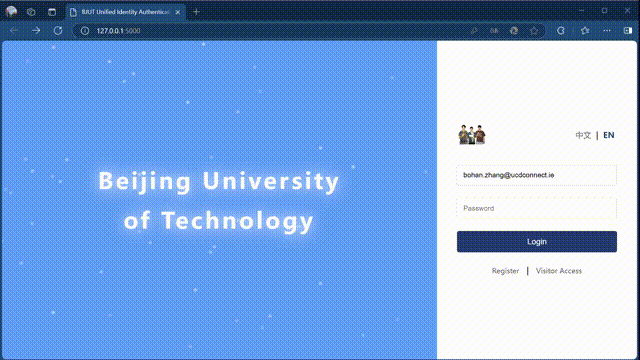 BJUT Unified Identity Authenticat
127.0.0.1:5000
Beijing University
of Technology
中文 | EN
bohan.zhang@ucdconnect.ie
Password
Login
Register | Visitor Access